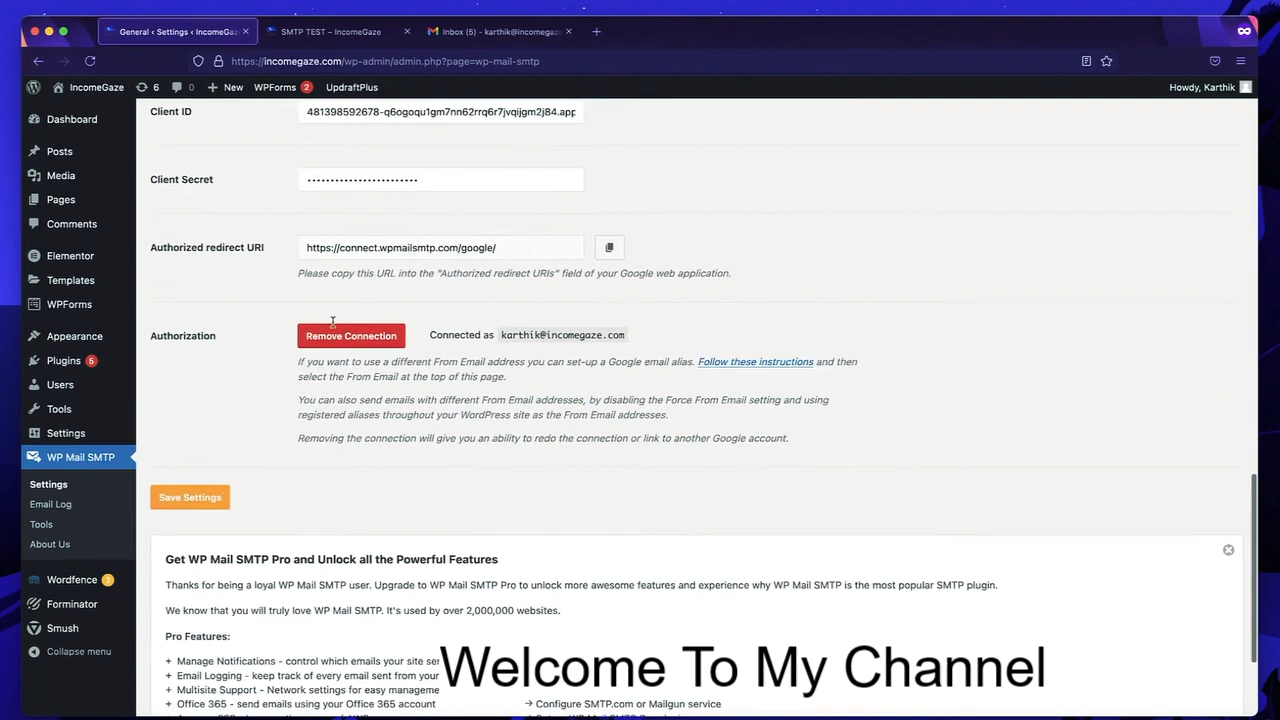 General ‹ Settings ‹ IncomeGaz
SMTP TEST – IncomeGaze
Inbox (5) - karthik@incomegaze
https://incomegaze.com/wp-admin/admin.php?page=wp-mail-smtp
IncomeGaze
6
0
New
WPForms 2
UpdraftPlus
Howdy, Karthik
Dashboard
Posts
Media
Pages
Comments
Elementor
Templates
WPForms
Appearance
Plugins 5
Users
Tools
Settings
WP Mail SMTP
Settings
Email Log
Tools
About Us
Wordfence 2
Forminator
Smush
Collapse menu
Client ID
481398592678-q6ogoqu1gm7nn62rrq6r7jvqijgm2j84.app
Client Secret
Authorized redirect URI
https://connect.wpmailsmtp.com/google/
Please copy this URL into the "Authorized redirect URIs" field of your Google web application.
Authorization
Remove Connection
Connected as karthik@incomegaze.com
If you want to use a different From Email address you can set-up a Google email alias. Follow these instructions and then
select the From Email at the top of this page.
You can also send emails with different From Email addresses, by disabling the Force From Email setting and using
registered aliases throughout your WordPress site as the From Email addresses.
Removing the connection will give you an ability to redo the connection or link to another Google account.
Save Settings
Get WP Mail SMTP Pro and Unlock all the Powerful Features
Thanks for being a loyal WP Mail SMTP user. Upgrade to WP Mail SMTP Pro to unlock more awesome features and experience why WP Mail SMTP is the most popular SMTP plugin.
We know that you will truly love WP Mail SMTP. It's used by over 2,000,000 websites.
Pro Features:
+ Manage Notifications - control which emails your site ser
+ Email Logging - keep track of every email sent from your
+ Multisite Support - Network settings for easy manageme
+ Office 365 - send emails using your Office 365 account
→ Configure SMTP.com or Mailgun service
Welcome To My Channel